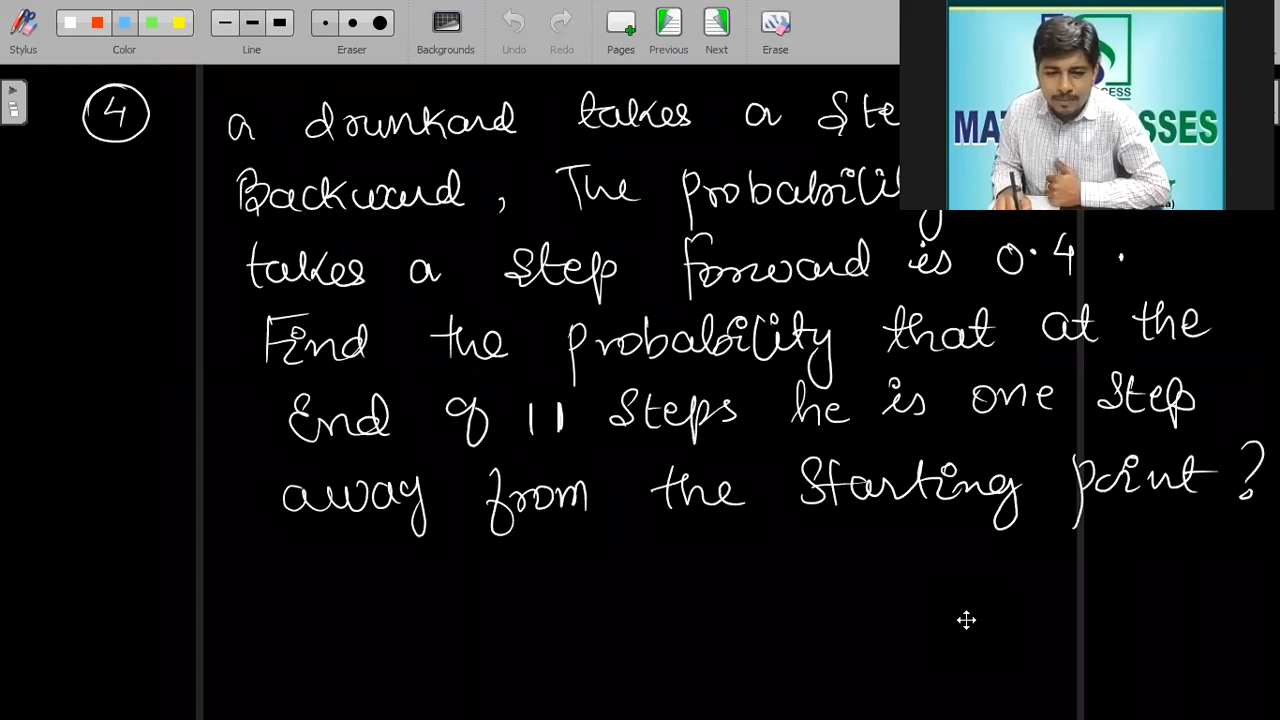 Stylus Color Line Eraser Backgrounds Undo Redo Pages Previous Next Erase
4
a drunkard takes a Ste
Backward, The probabilit
takes a step forward is 0.4 .
Find the probability that at the
End of 11 Steps he is one Step
away from the Starting point?
CESS
MAT SSES